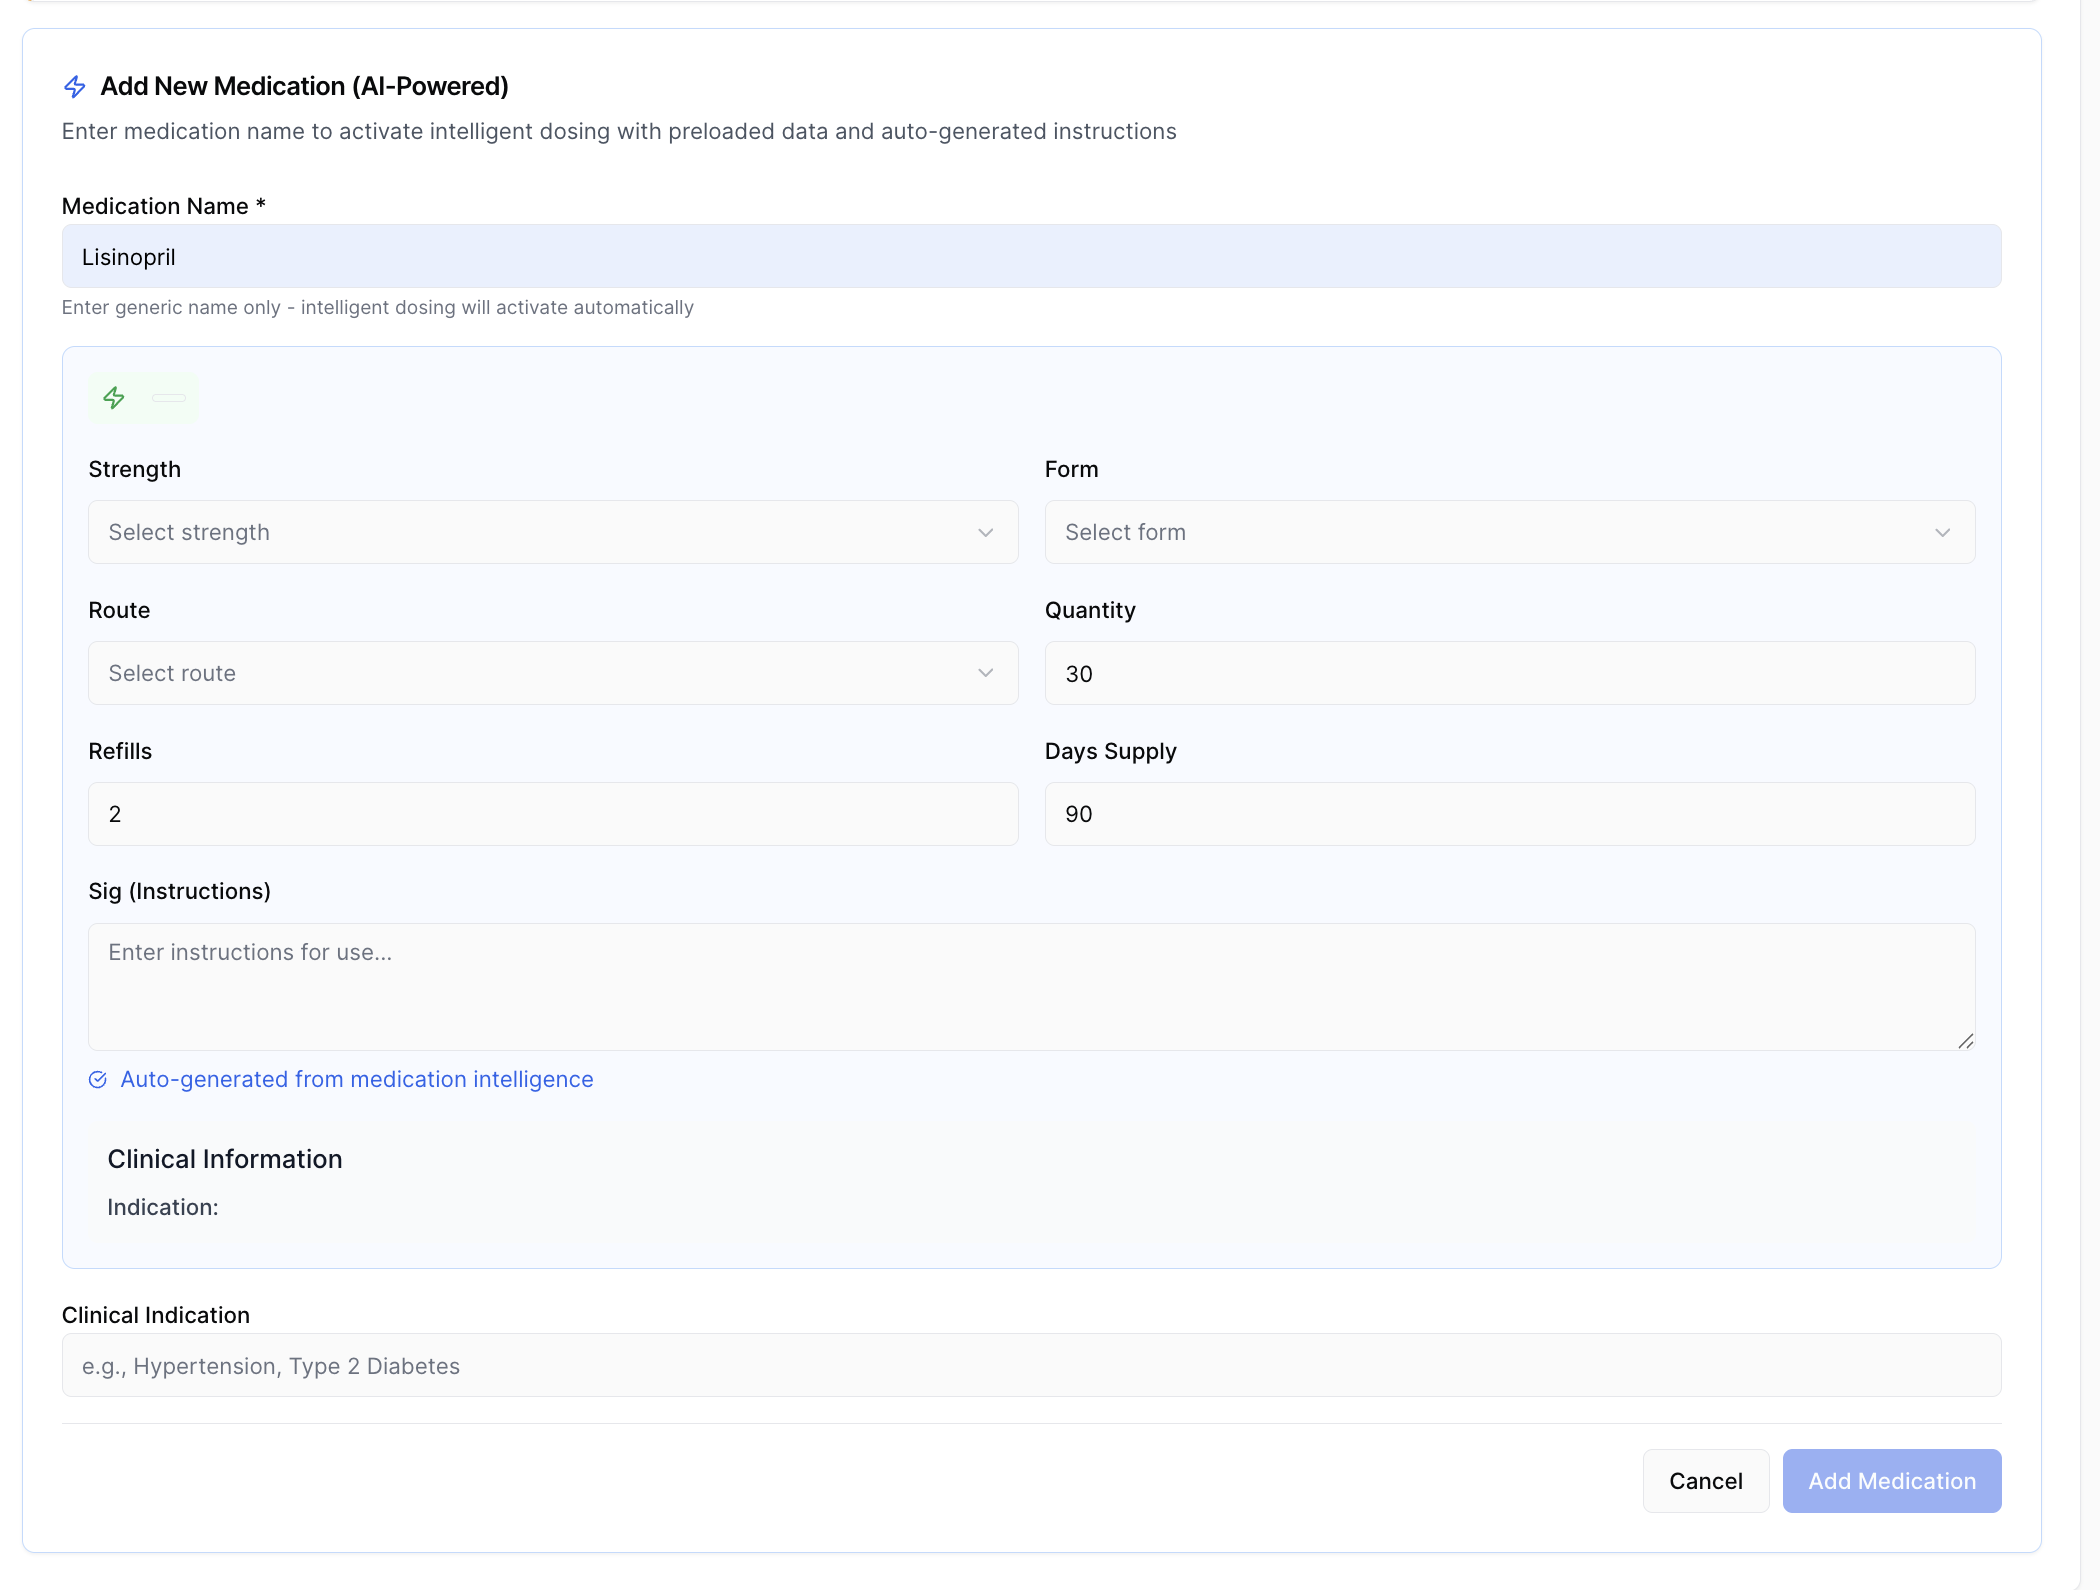 Add New Medication (AI-Powered)
Enter medication name to activate intelligent dosing with preloaded data and auto-generated instructions
Medication Name *
Lisinopril
Enter generic name only - intelligent dosing will activate automatically
Strength
Form
Select strength
Select form
Route
Quantity
Select route
30
Refills
Days Supply
2
90
Sig (Instructions)
Enter instructions for use...
Auto-generated from medication intelligence
Clinical Information
Indication:
Clinical Indication
e.g., Hypertension, Type 2 Diabetes
Cancel
Add Medication